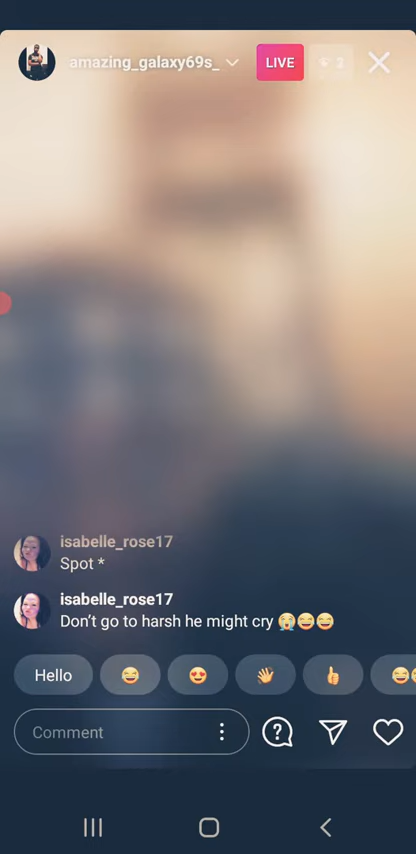 amazing_galaxy69s_
LIVE
2
isabelle_rose17
Spot *
isabelle_rose17
Don't go to harsh he might cry 😭😂😂
Hello 😂 😍 👋 👍 😂
Comment